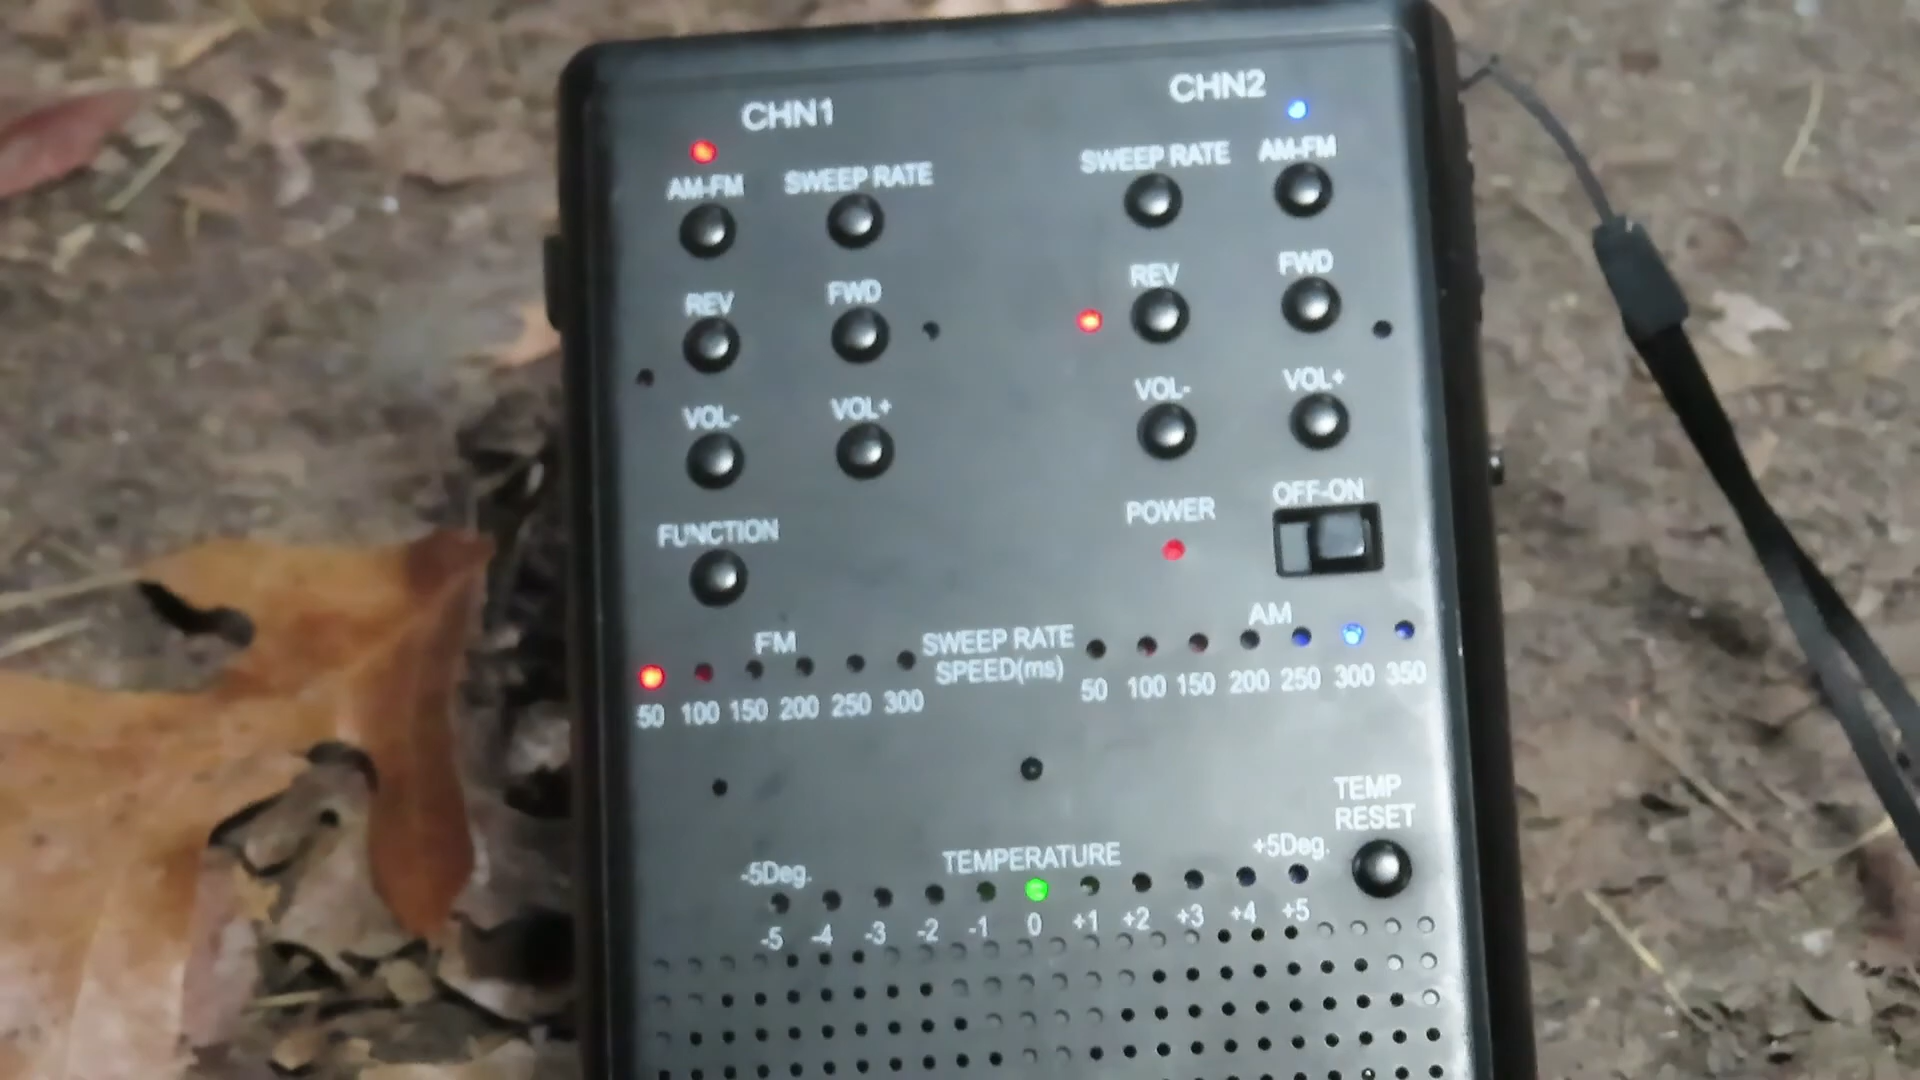 CHN1
CHN2
AM-FM SWEEP RATE
SWEEP RATE AM-FM
REV FWD
REV FWD
VOL- VOL+
VOL- VOL+
FUNCTION
POWER
OFF-ON
FM
SWEEP RATE
SPEED(ms)
AM
50 100 150 200 250 300
50 100 150 200 250 300 350
TEMP
RESET
-5Deg.
TEMPERATURE
+5Deg.
-5 -4 -3 -2 -1 0 +1 +2 +3 +4 +5